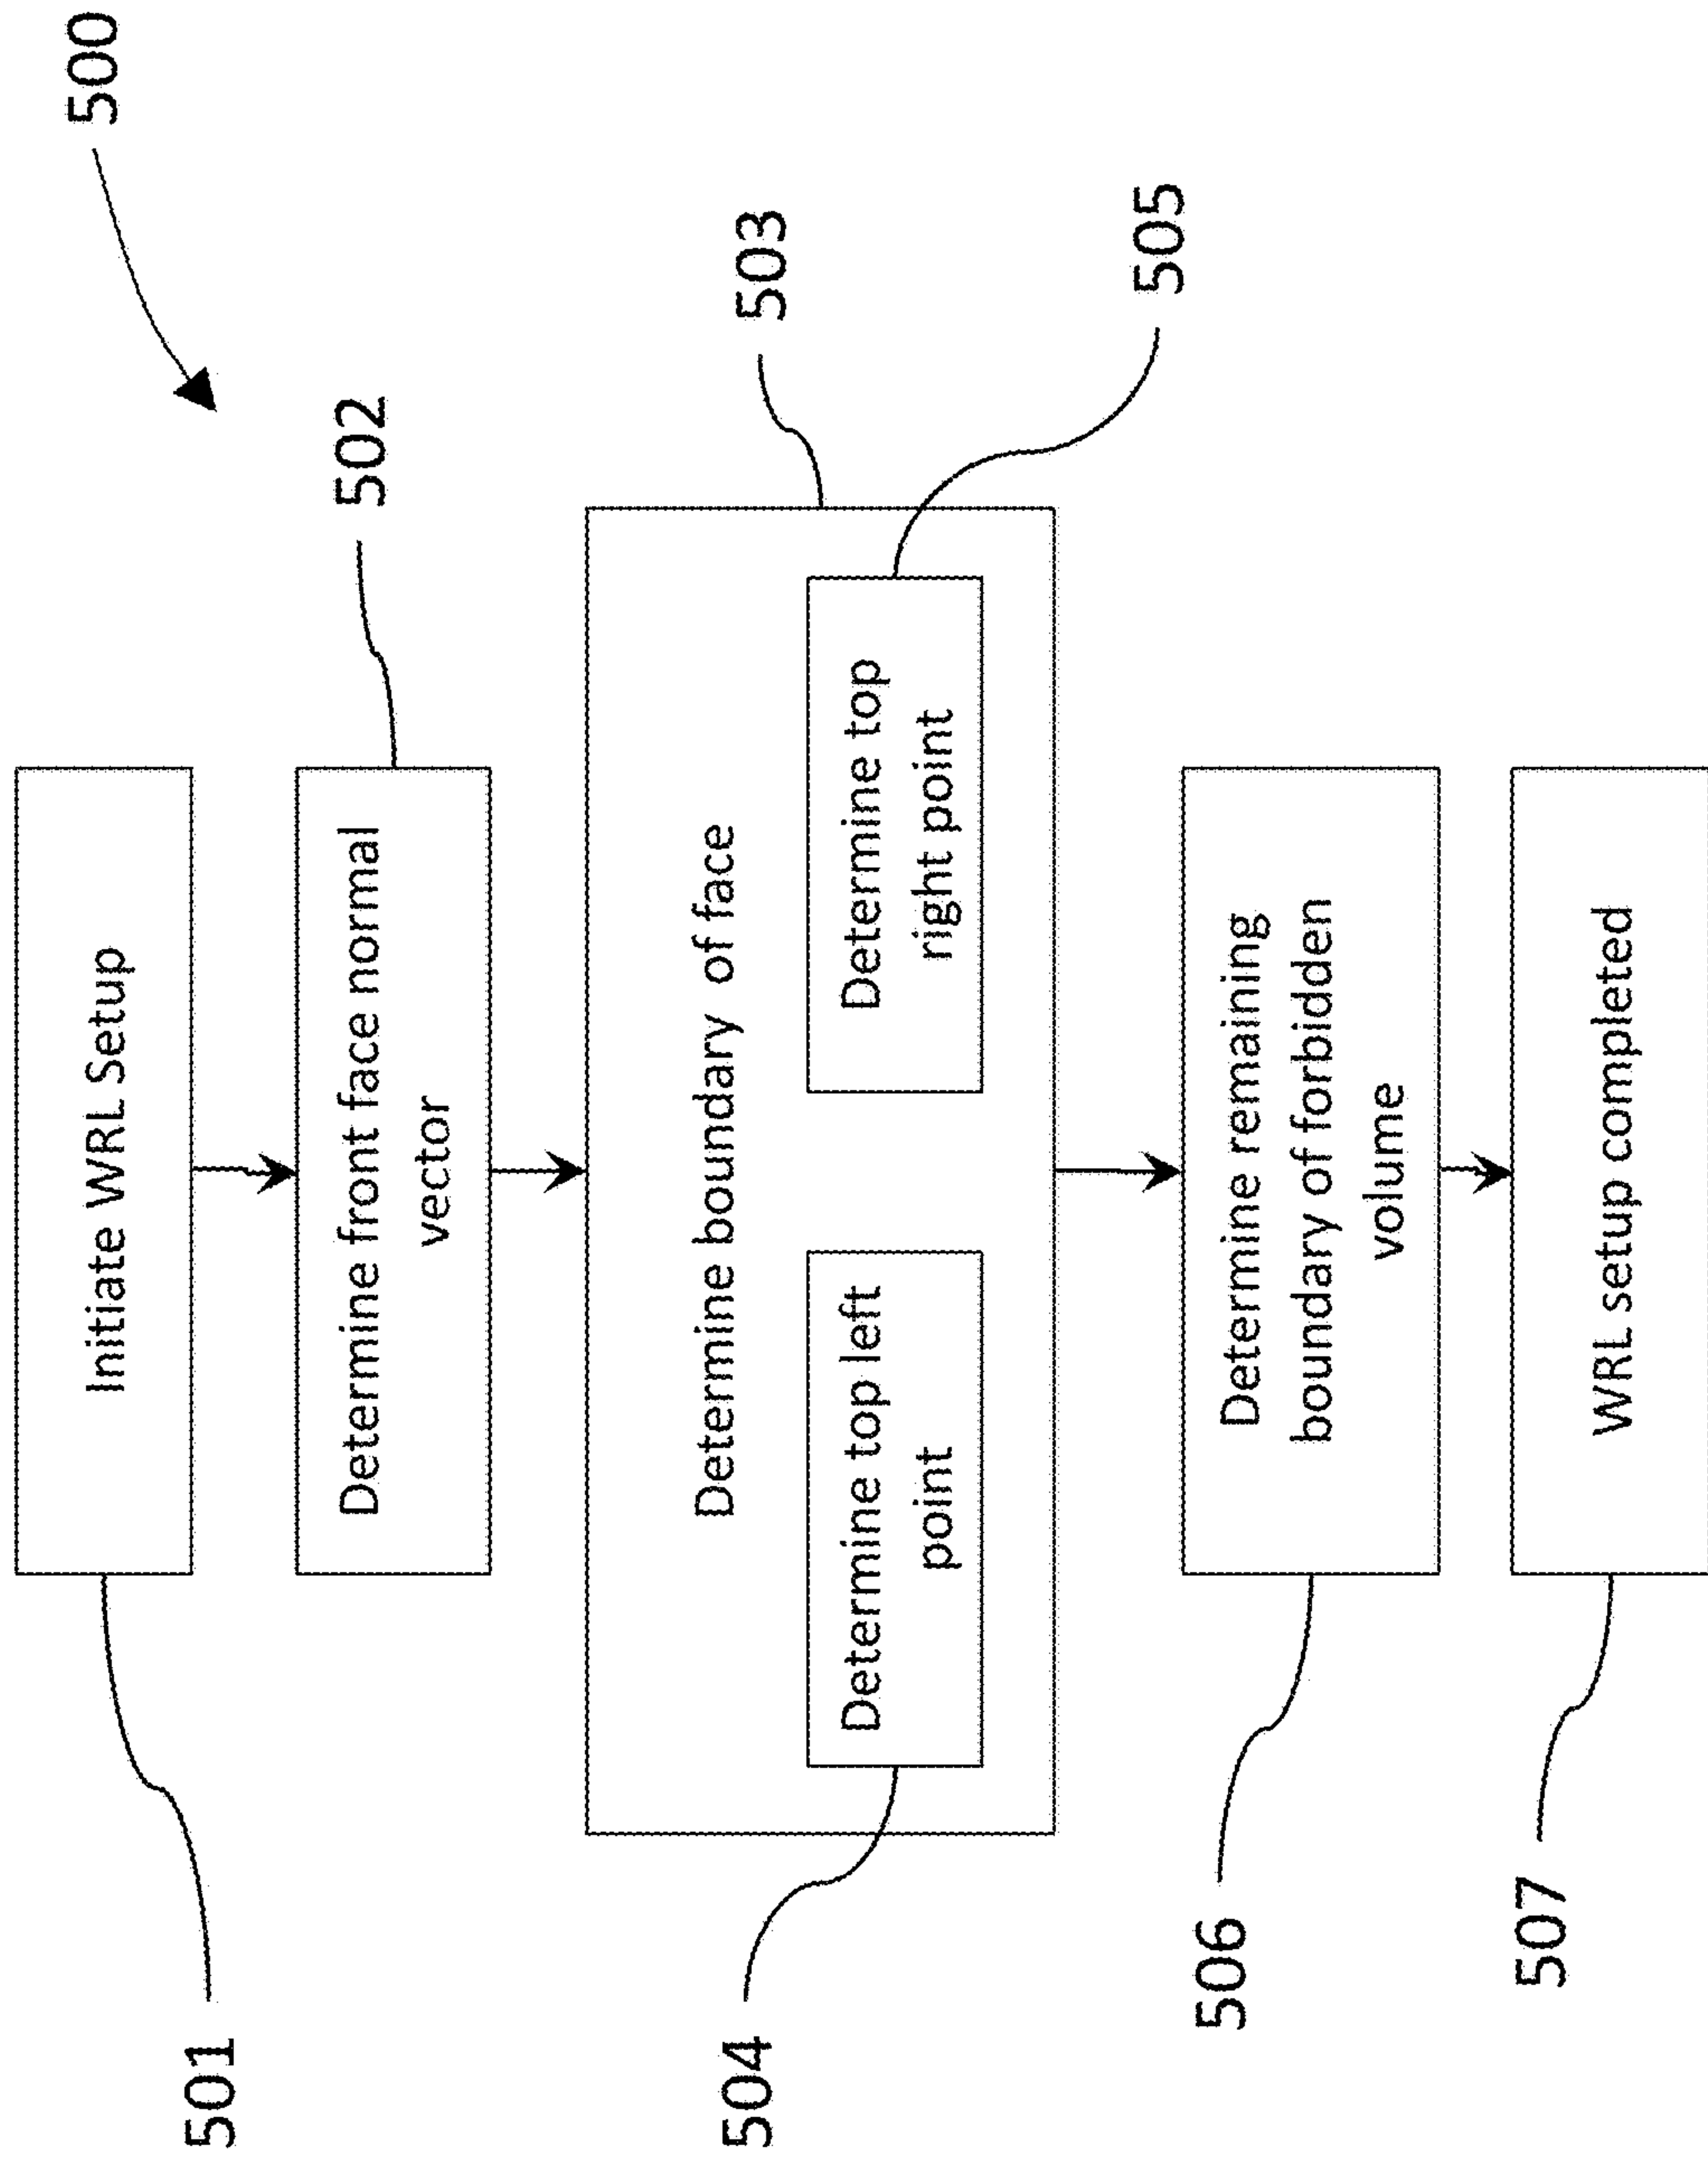 500
Initiate WRL Setup
501
502
Determine front face normal
vector
503
Determine boundary of face
504
Determine top left
point
505
Determine top
right point
506
Determine remaining
boundary of forbidden
volume
507
WRL setup completed